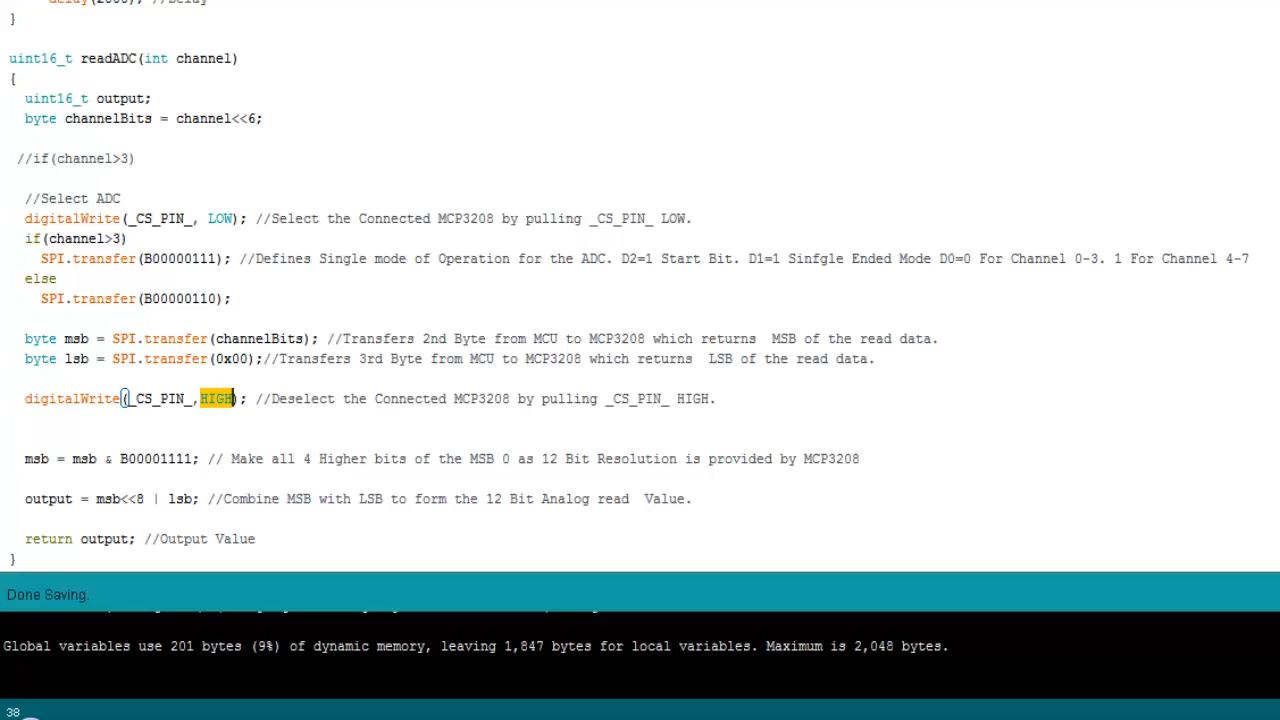 delay(2000); //Delay
}
uint16_t readADC(int channel)
{
uint16_t output;
byte channelBits = channel<<6;
//if(channel>3)
//Select ADC
digitalWrite(_CS_PIN_, LOW); //Select the Connected MCP3208 by pulling _CS_PIN_ LOW.
if(channel>3)
SPI.transfer(B00000111); //Defines Single mode of Operation for the ADC. D2=1 Start Bit. D1=1 Sinfgle Ended Mode D0=0 For Channel 0-3. 1 For Channel 4-7
else
SPI.transfer(B00000110);
byte msb = SPI.transfer(channelBits); //Transfers 2nd Byte from MCU to MCP3208 which returns  MSB of the read data.
byte lsb = SPI.transfer(0x00);//Transfers 3rd Byte from MCU to MCP3208 which returns  LSB of the read data.
digitalWrite(_CS_PIN_,HIGH); //Deselect the Connected MCP3208 by pulling _CS_PIN_ HIGH.
msb = msb & B00001111; // Make all 4 Higher bits of the MSB 0 as 12 Bit Resolution is provided by MCP3208
output = msb<<8 | lsb; //Combine MSB with LSB to form the 12 Bit Analog read  Value.
return output; //Output Value
}
Done Saving.
Global variables use 201 bytes (9%) of dynamic memory, leaving 1,847 bytes for local variables. Maximum is 2,048 bytes.
38